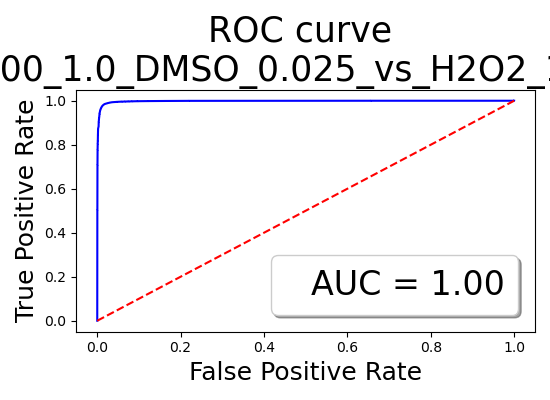 ROC curve
00_1.0_DMSO_0.025_vs_H2O2_
1.0
0.8
0.6
0.4
0.2
0.0
True Positive Rate
AUC = 1.00
0.0 0.2 0.4 0.6 0.8 1.0
False Positive Rate